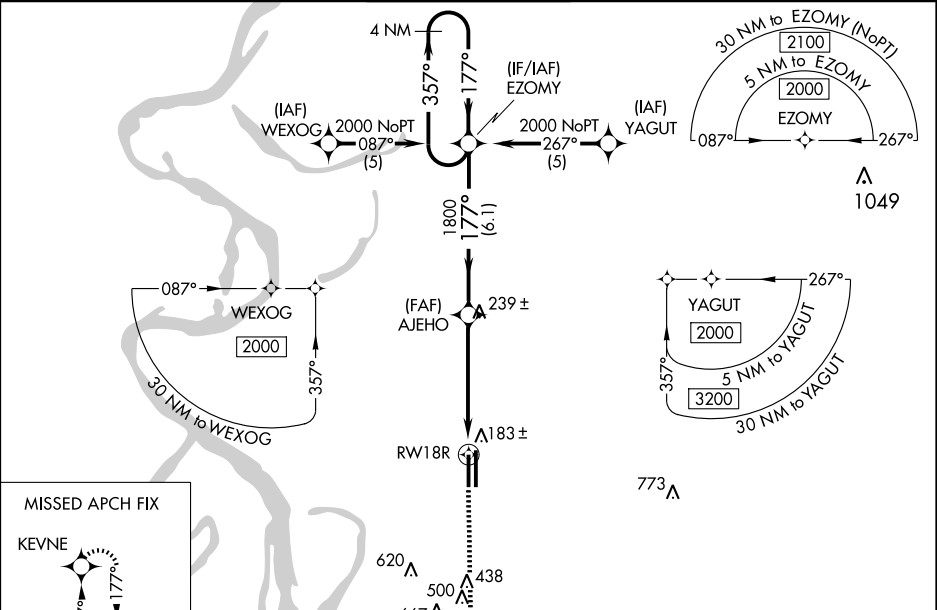 4 NM
357°
177°
(IF/IAF)
EZOMY
(IAF)
WEXOG
2000 NoPT
087°
(5)
2000 NoPT
267°
(5)
(IAF)
YAGUT
30 NM to EZOMY (NoPT)
2100
5 NM to EZOMY
2000
EZOMY
087°
267°
1049
1800
177°
(6.1)
087°
WEXOG
2000
357°
30 NM to WEXOG
(FAF)
AJEHO
239 ±
267°
YAGUT
2000
357°
5 NM to YAGUT
3200
30 NM to YAGUT
183 ±
RW18R
773
MISSED APCH FIX
KEVNE
177°
620
438
500